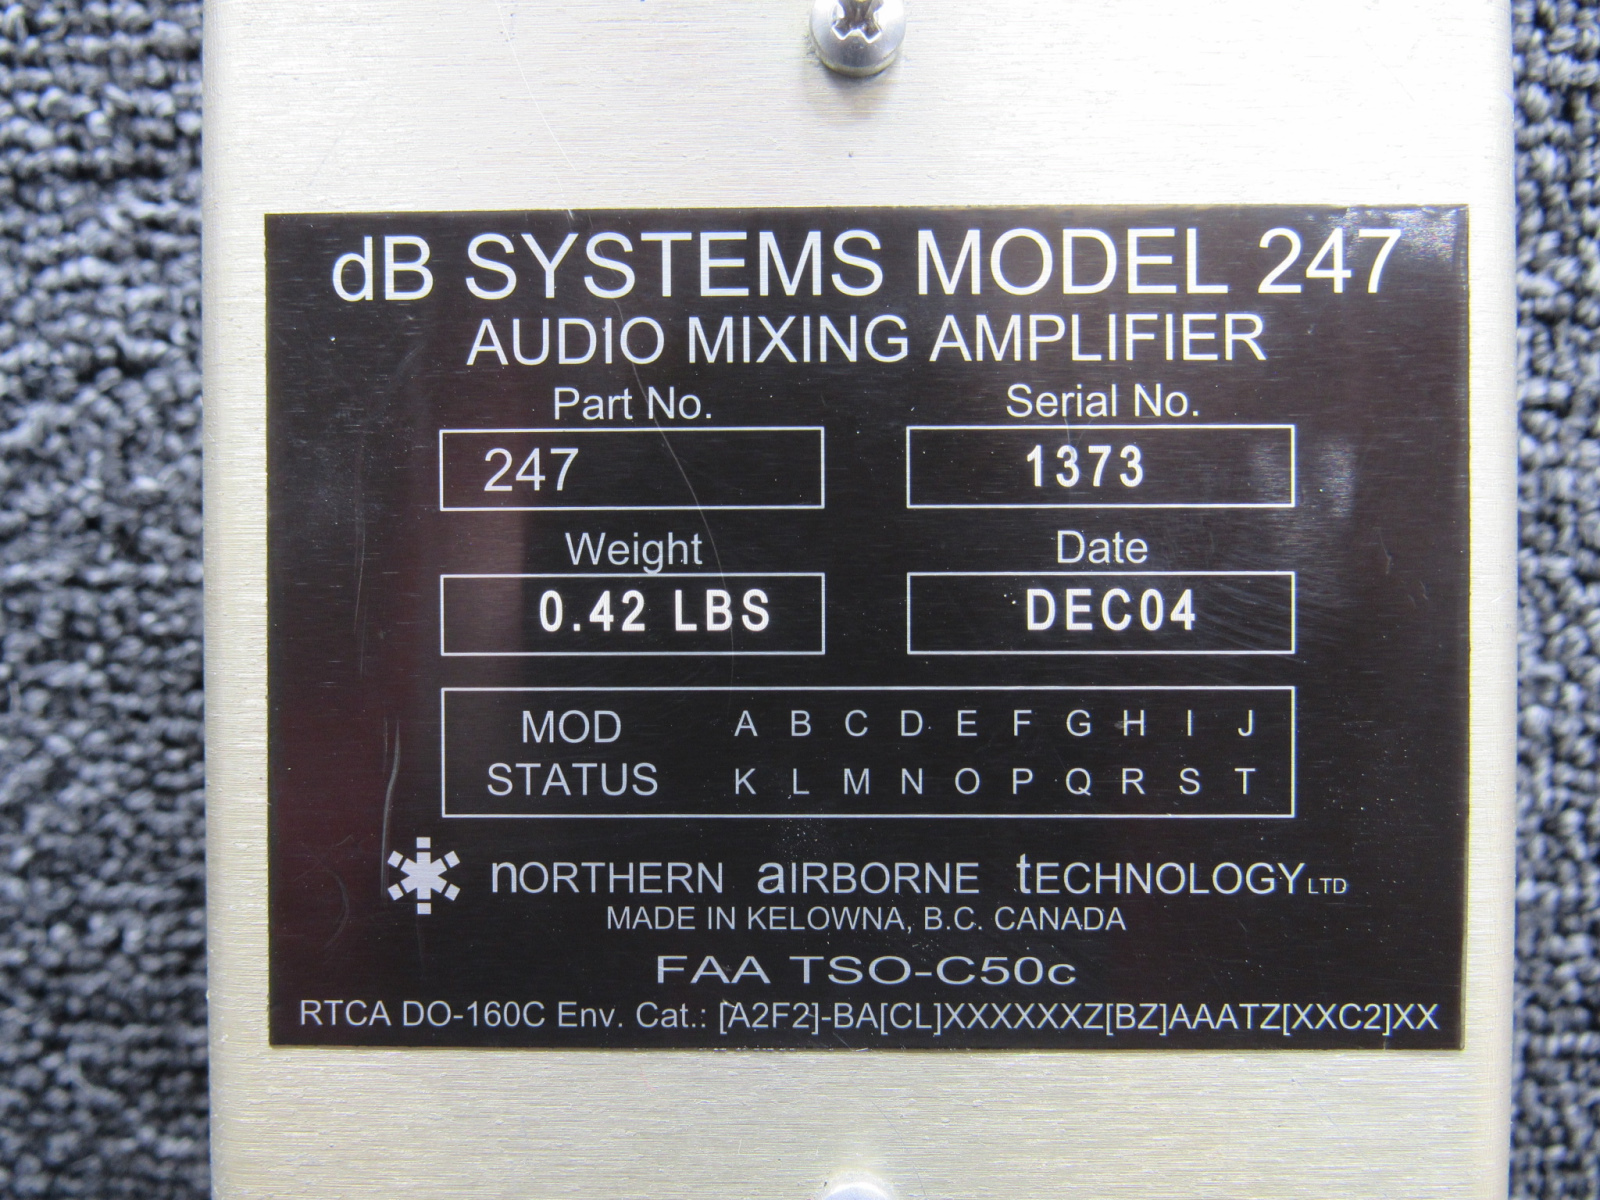 dB SYSTEMS MODEL 247
AUDIO MIXING AMPLIFIER
Part No. Serial No.
247 1373
Weight Date
0.42 LBS DEC04
MOD A B C D E F G H I J
STATUS K L M N O P Q R S T
nORTHERN aIRBORNE tECHNOLOGY LTD
MADE IN KELOWNA, B.C. CANADA
FAA TSO-C50c
RTCA DO-160C Env. Cat.: [A2F2]-BA[CL]XXXXXXZ[BZ]AAATZ[XXC2]XX